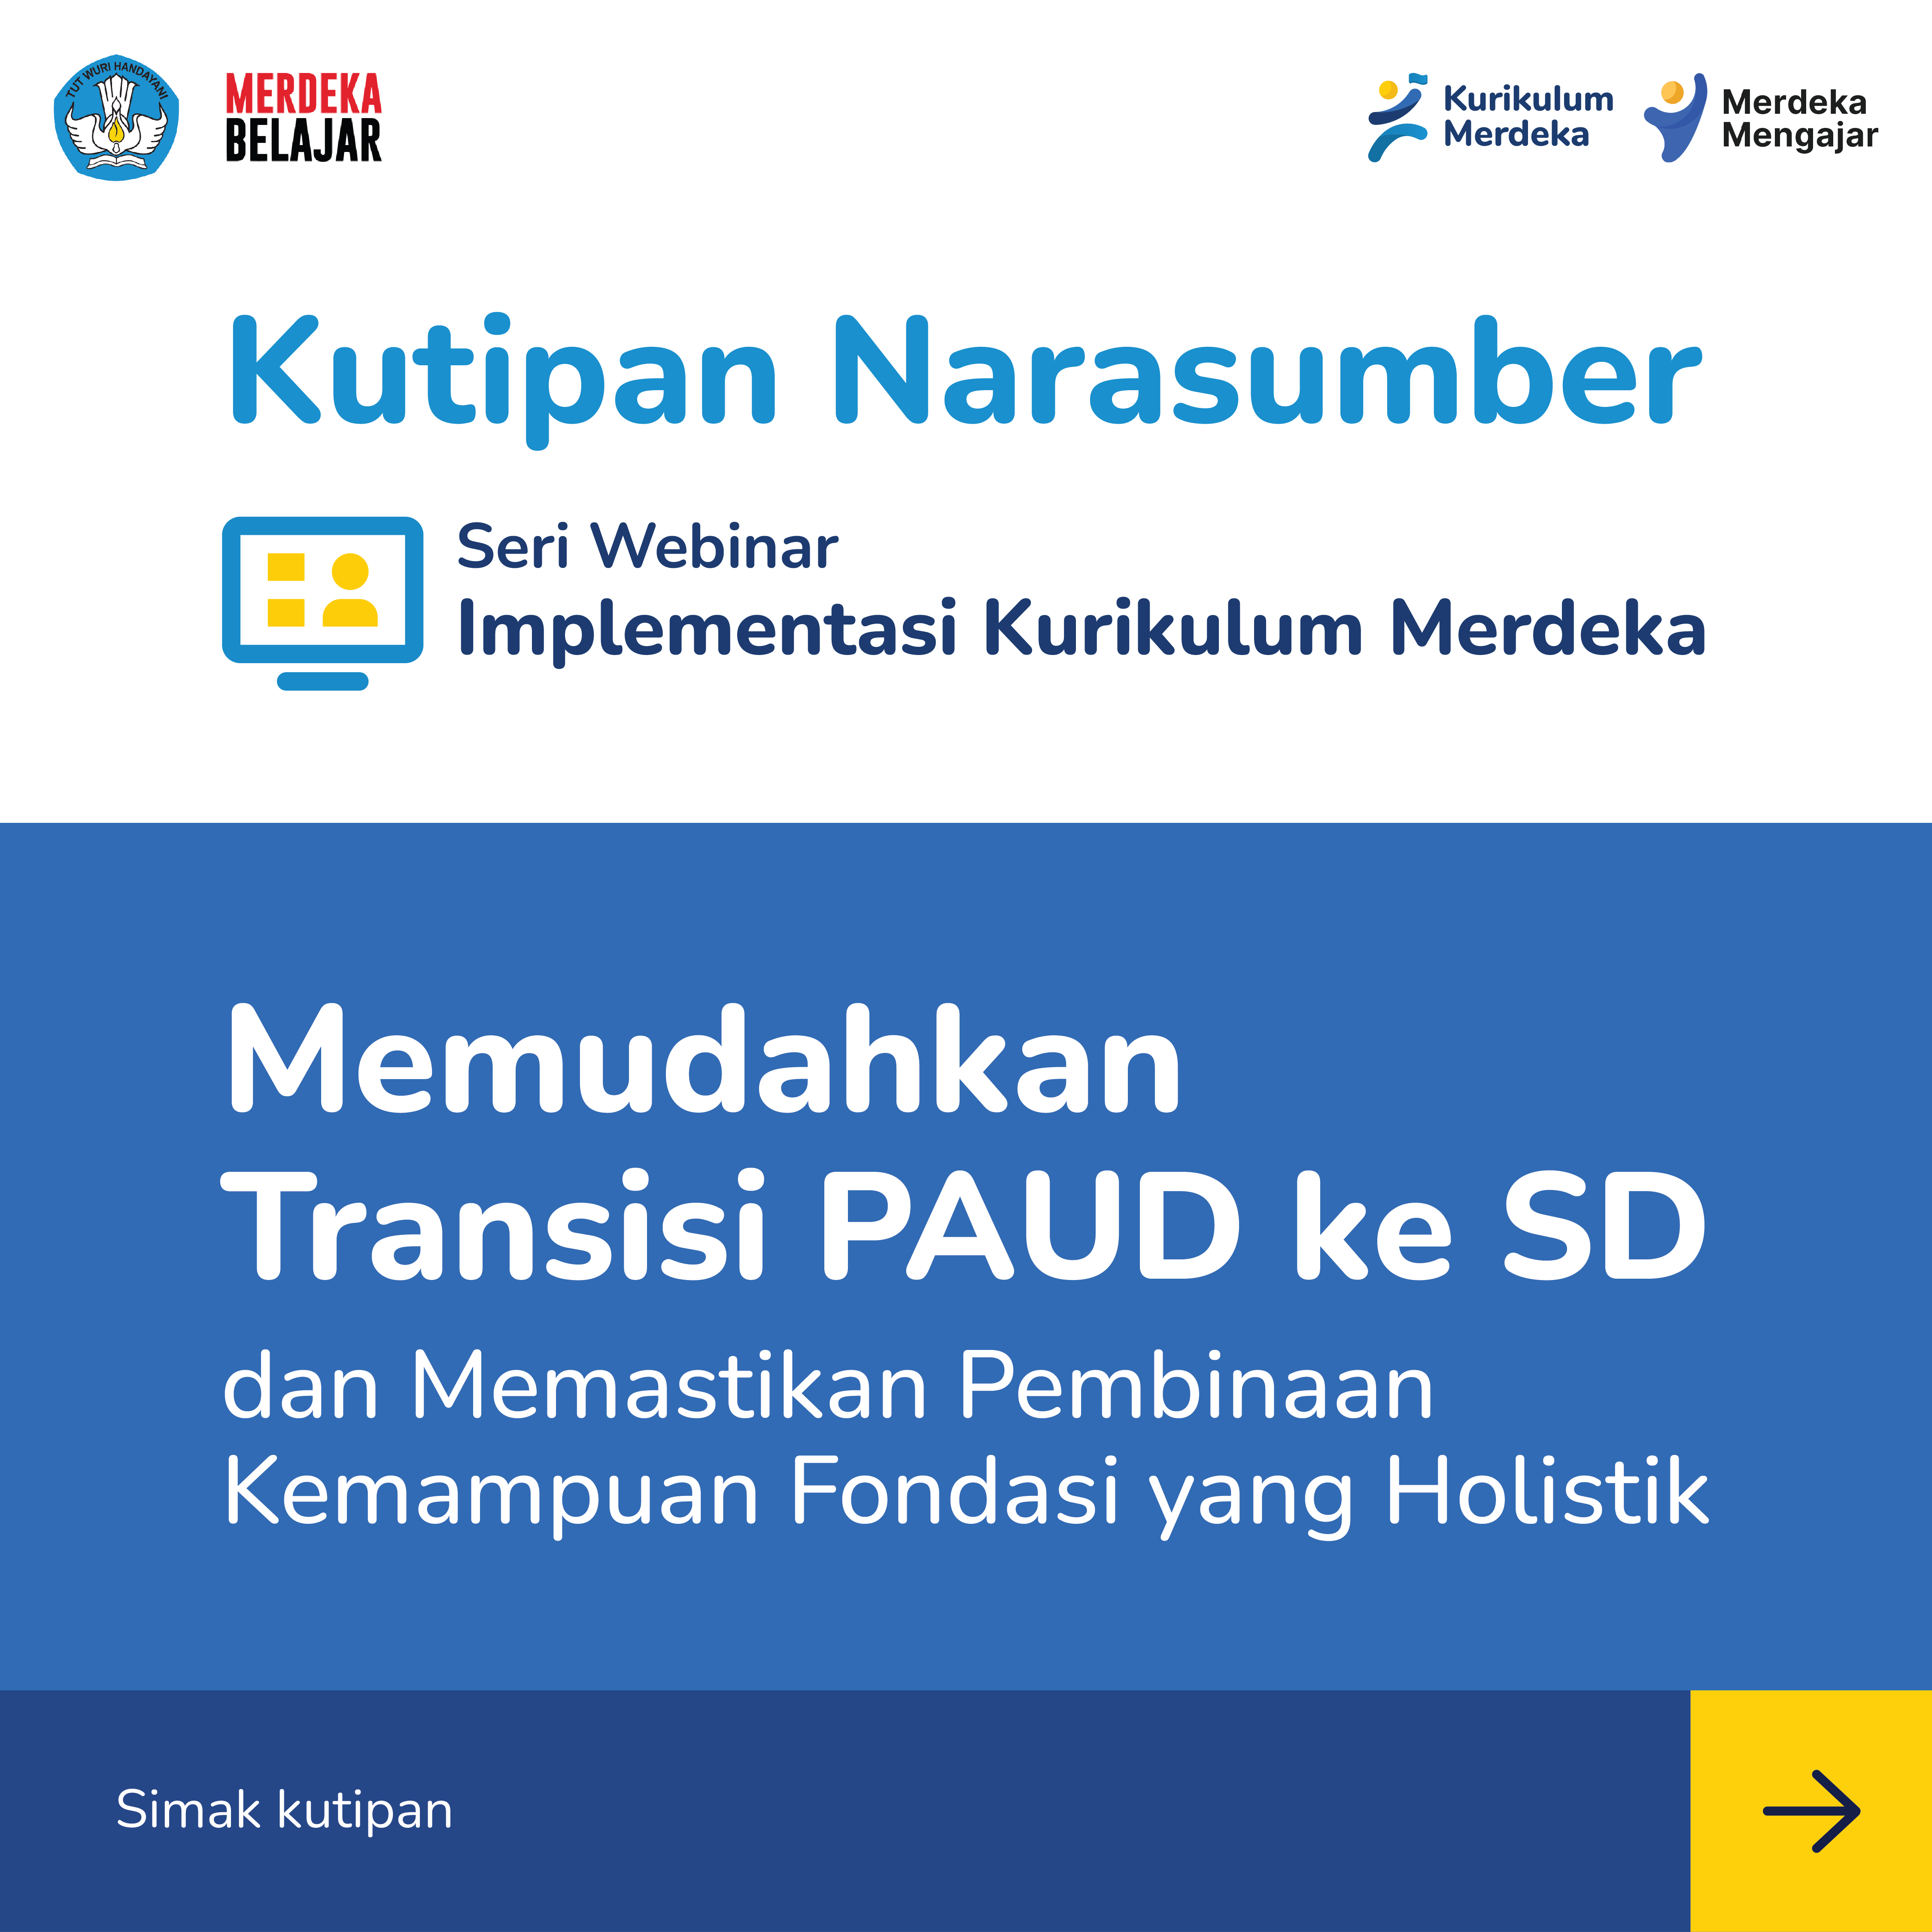 TUT WURI HANDAYANI
MERDEKA
BELAJAR
Kurikulum
Merdeka
Merdeka
Mengajar
Kutipan Narasumber
Seri Webinar
Implementasi Kurikulum Merdeka
Memudahkan
Transisi PAUD ke SD
dan Memastikan Pembinaan
Kemampuan Fondasi yang Holistik
Simak kutipan